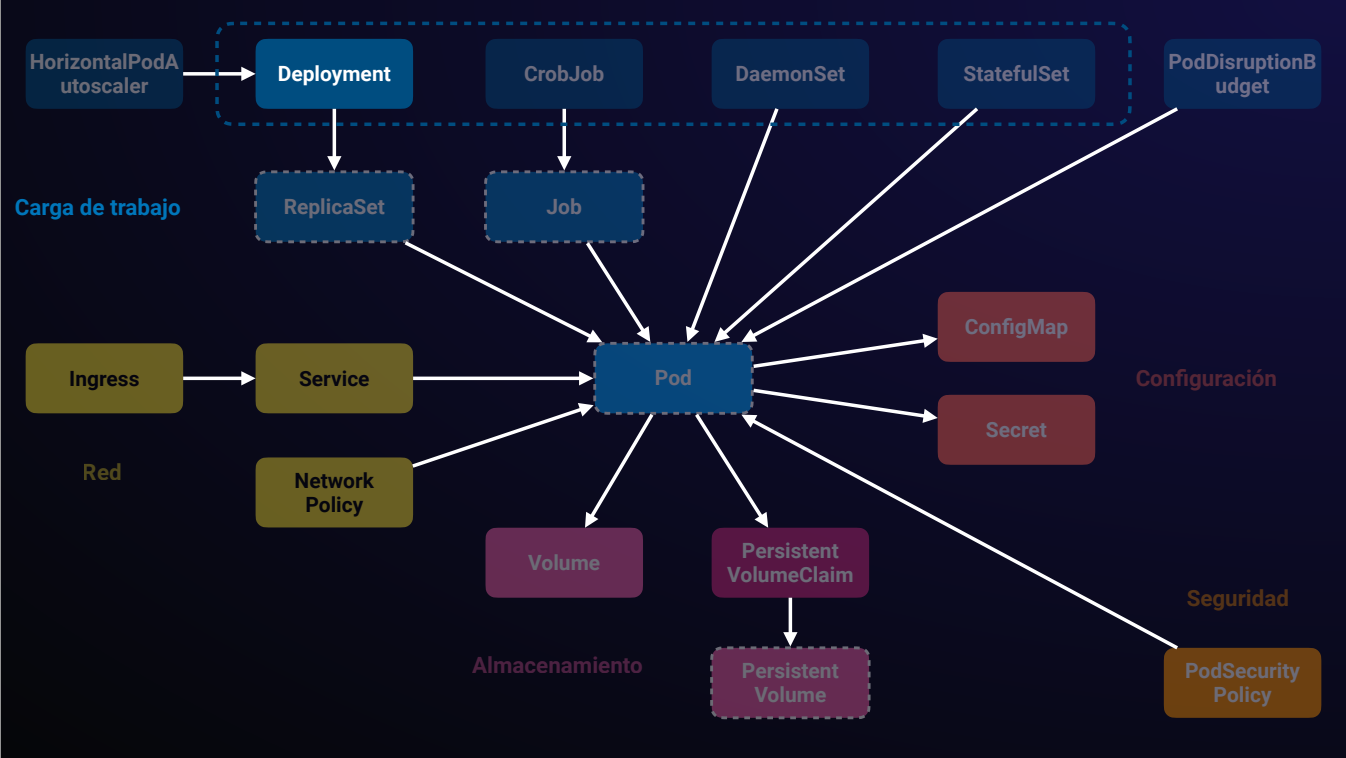 HorizontalPodA
utoscaler
Deployment
CrobJob
DaemonSet
StatefulSet
PodDisruptionB
udget
Carga de trabajo
ReplicaSet
Job
ConfigMap
Ingress
Service
Pod
Configuración
Secret
Red
Network
Policy
Volume
Persistent
VolumeClaim
Seguridad
Almacenamiento
Persistent
Volume
PodSecurity
Policy